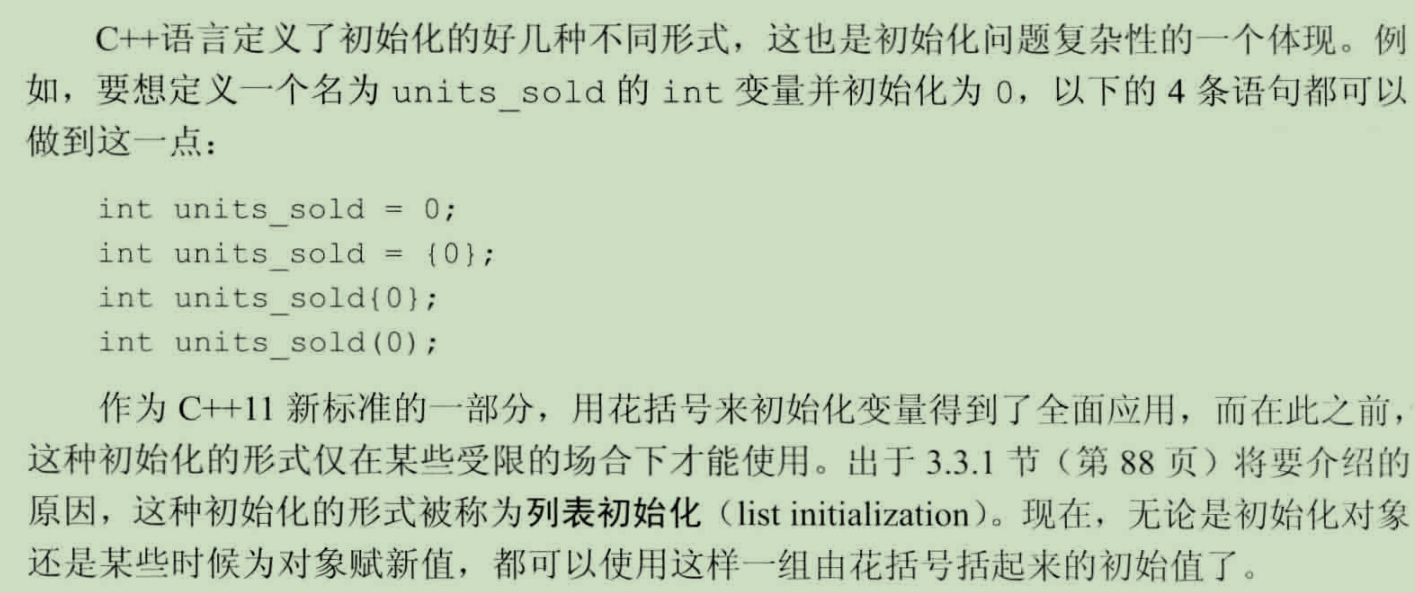 C++语言定义了初始化的好几种不同形式，这也是初始化问题复杂性的一个体现。例
如，要想定义一个名为 units_sold 的 int 变量并初始化为 0，以下的 4 条语句都可以
做到这一点：
int units_sold = 0;
int units_sold = {0};
int units_sold{0};
int units_sold(0);
作为 C++11 新标准的一部分，用花括号来初始化变量得到了全面应用，而在此之前，
这种初始化的形式仅在某些受限的场合下才能使用。出于 3.3.1 节（第 88 页）将要介绍的
原因，这种初始化的形式被称为列表初始化（list initialization）。现在，无论是初始化对象
还是某些时候为对象赋新值，都可以使用这样一组由花括号括起来的初始值了。